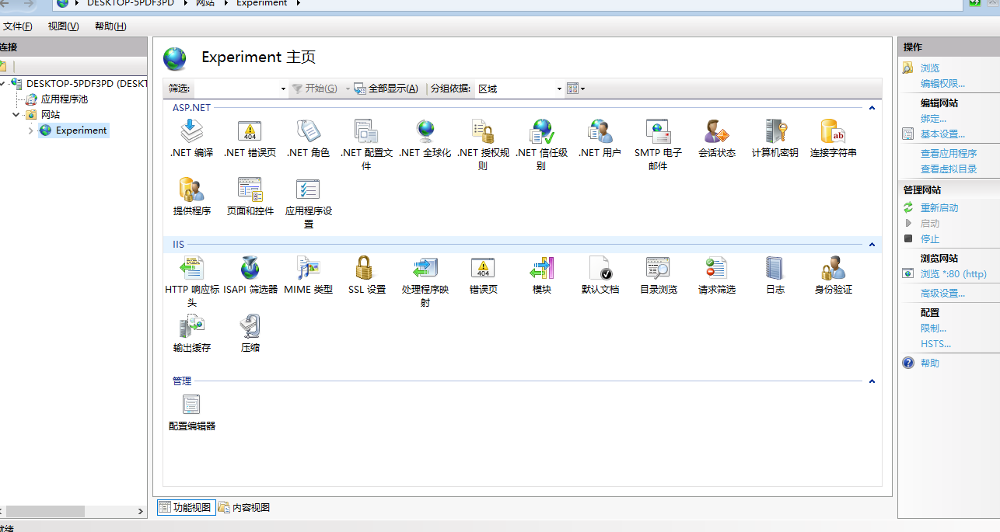 DESKTOP-5PDF3PD 网站 Experiment
文件(F) 视图(V) 帮助(H)
连接
DESKTOP-5PDF3PD (DESKT
应用程序池
网站
Experiment
Experiment 主页
筛选: 开始(G) 全部显示(A) 分组依据: 区域
ASP.NET
.NET 编译 .NET 错误页 .NET 角色 .NET 配置文件 .NET 全球化 .NET 授权规则 .NET 信任级别 .NET 用户 SMTP 电子邮件 会话状态 计算机密钥 连接字符串
提供程序 页面和控件 应用程序设置
IIS
HTTP 响应标头 ISAPI 筛选器 MIME 类型 SSL 设置 处理程序映射 错误页 模块 默认文档 目录浏览 请求筛选 日志 身份验证
输出缓存 压缩
管理
配置编辑器
功能视图 内容视图
操作
浏览
编辑权限...
编辑网站
绑定...
基本设置...
查看应用程序
查看虚拟目录
管理网站
重新启动
启动
停止
浏览网站
浏览 *:80 (http)
高级设置...
配置
限制...
HSTS...
帮助
就绪